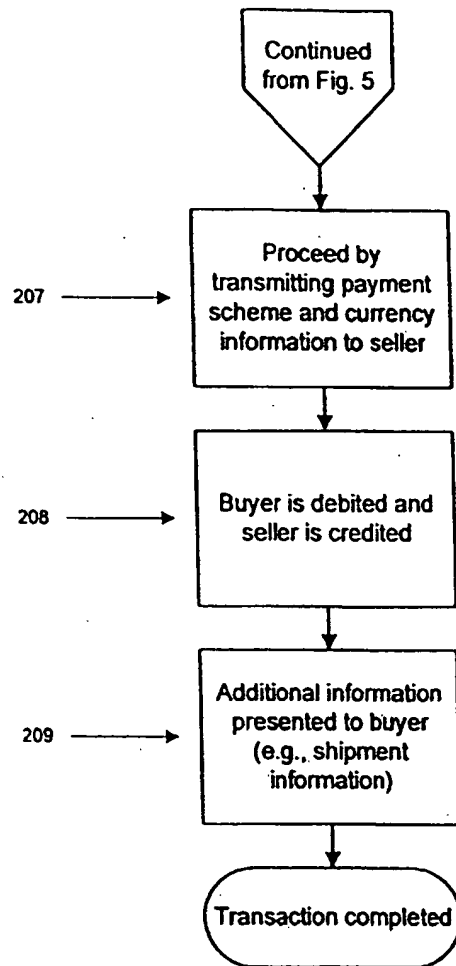 Continued
from Fig. 5
207
Proceed by
transmitting payment
scheme and currency
information to seller
208
Buyer is debited and
seller is credited
209
Additional information
presented to buyer
(e.g., shipment
information)
Transaction completed